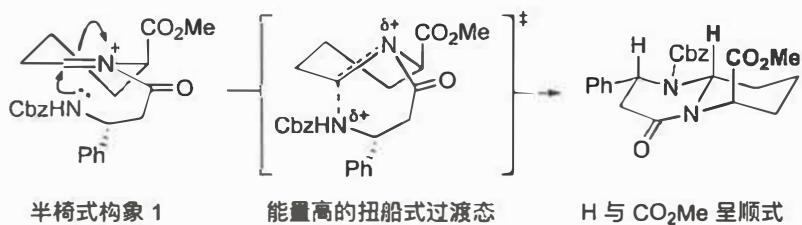 CO₂Me
N
+
O
CbzHN
Ph
半椅式构象 1
δ+
N
CO₂Me
O
CbzHN
δ+
Ph
‡
能量高的扭船式过渡态
H
Cbz
H
CO₂Me
Ph
N
N
O
H 与 CO₂Me 呈顺式